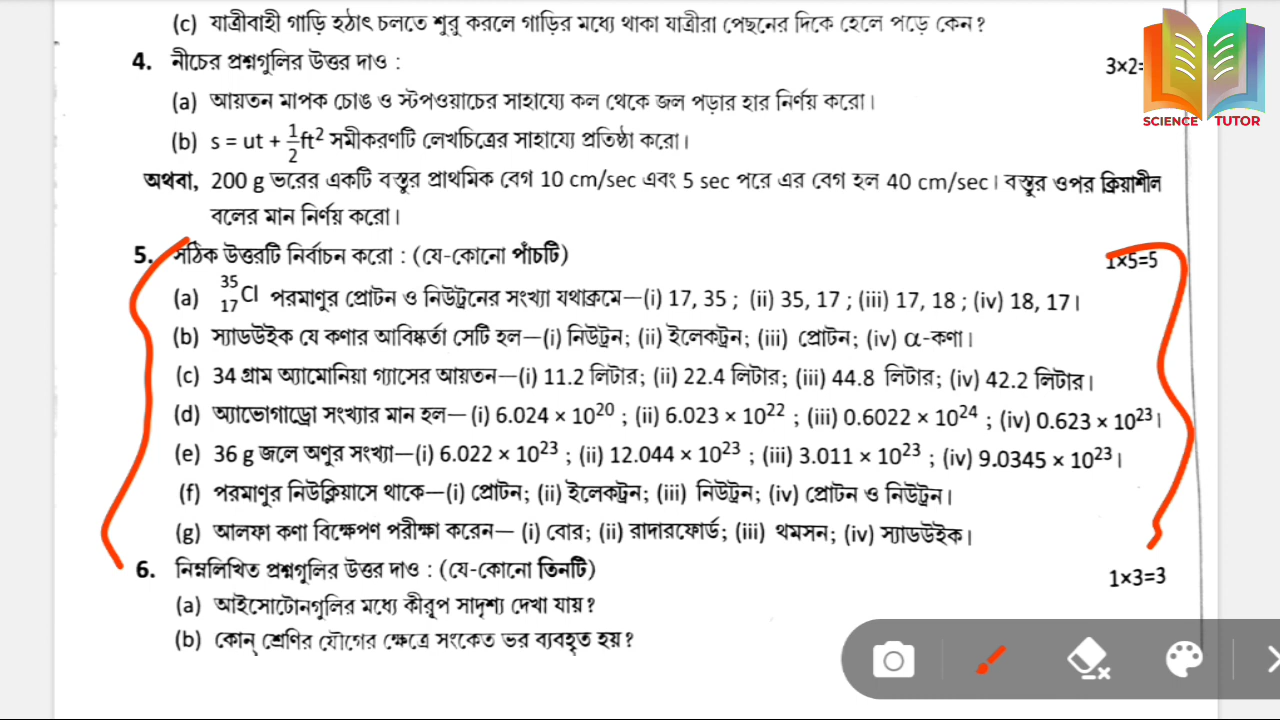 (c) যাত্রীবাহী গাড়ি হঠাৎ চলতে শুরু করলে গাড়ির মধ্যে থাকা যাত্রীরা পেছনের দিকে হেলে পড়ে কেন?
4. নীচের প্রশ্নগুলির উত্তর দাও : 3×2=
(a) আয়তন মাপক চোঙ ও স্টপওয়াচের সাহায্যে কল থেকে জল পড়ার হার নির্ণয় করো।
(b) s = ut + 1/2 ft² সমীকরণটি লেখচিত্রের সাহায্যে প্রতিষ্ঠা করো।
অথবা, 200 g ভরের একটি বস্তুর প্রাথমিক বেগ 10 cm/sec এবং 5 sec পরে এর বেগ হল 40 cm/sec। বস্তুর ওপর ক্রিয়াশীল
বলের মান নির্ণয় করো।
5. সঠিক উত্তরটি নির্বাচন করো : (যে-কোনো পাঁচটি) 1×5=5
(a) ³⁵₁₇Cl পরমাণুর প্রোটন ও নিউট্রনের সংখ্যা যথাক্রমে—(i) 17, 35 ; (ii) 35, 17 ; (iii) 17, 18 ; (iv) 18, 17।
(b) স্যাডউইক যে কণার আবিষ্কর্তা সেটি হল—(i) নিউট্রন; (ii) ইলেকট্রন; (iii) প্রোটন; (iv) α-কণা।
(c) 34 গ্রাম অ্যামোনিয়া গ্যাসের আয়তন—(i) 11.2 লিটার; (ii) 22.4 লিটার; (iii) 44.8 লিটার; (iv) 42.2 লিটার।
(d) অ্যাভোগাড্রো সংখ্যার মান হল— (i) 6.024 × 10²⁰ ; (ii) 6.023 × 10²² ; (iii) 0.6022 × 10²⁴ ; (iv) 0.623 × 10²³।
(e) 36 g জলে অণুর সংখ্যা—(i) 6.022 × 10²³ ; (ii) 12.044 × 10²³ ; (iii) 3.011 × 10²³ ; (iv) 9.0345 × 10²³।
(f) পরমাণুর নিউক্লিয়াসে থাকে—(i) প্রোটন; (ii) ইলেকট্রন; (iii) নিউট্রন; (iv) প্রোটন ও নিউট্রন।
(g) আলফা কণা বিক্ষেপণ পরীক্ষা করেন— (i) বোর; (ii) রাদারফোর্ড; (iii) থমসন; (iv) স্যাডউইক।
6. নিম্নলিখিত প্রশ্নগুলির উত্তর দাও : (যে-কোনো তিনটি) 1×3=3
(a) আইসোটোনগুলির মধ্যে কীরূপ সাদৃশ্য দেখা যায়?
(b) কোন্ শ্রেণির যৌগের ক্ষেত্রে সংকেত ভর ব্যবহৃত হয়?
SCIENCE TUTOR